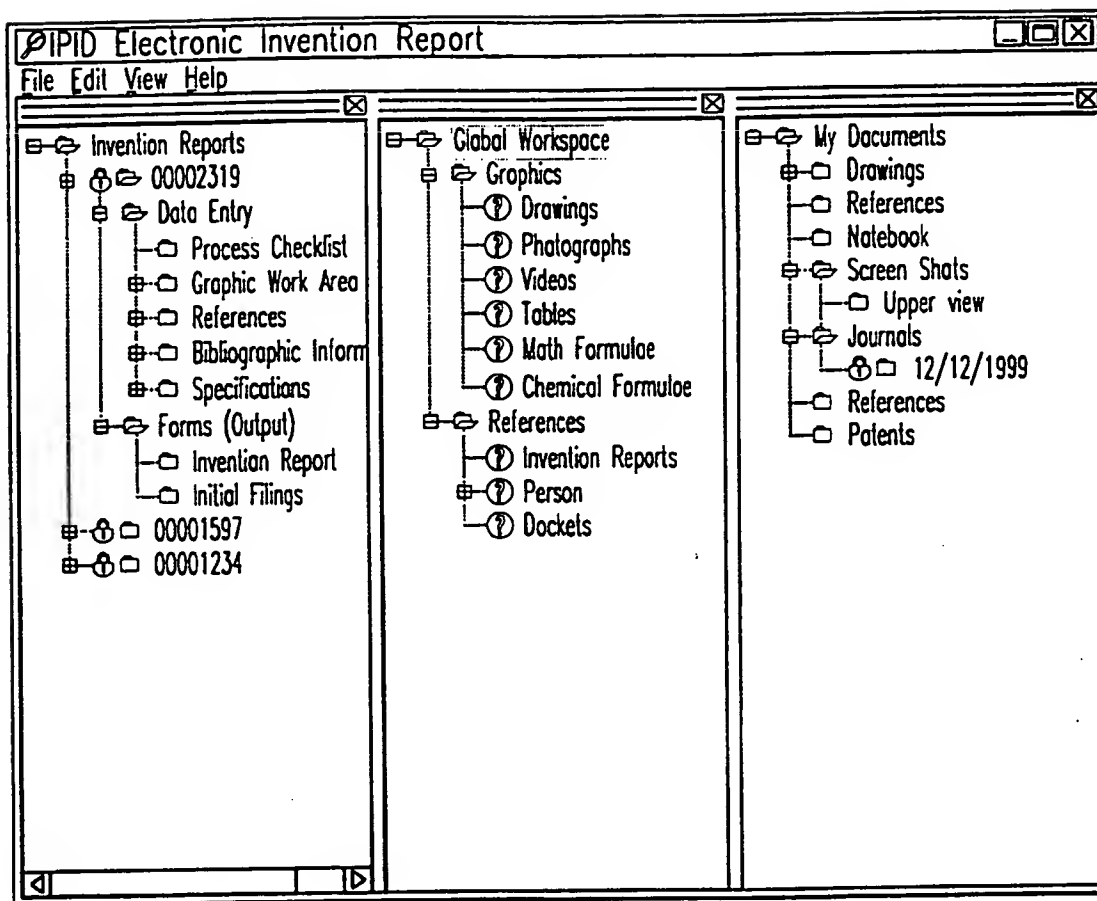 IPID Electronic Invention Report
File Edit View Help
Invention Reports
00002319
Data Entry
Process Checklist
Graphic Work Area
References
Bibliographic Inform
Specifications
Forms (Output)
Invention Report
Initial Filings
00001597
00001234
Global Workspace
Graphics
Drawings
Photographs
Videos
Tables
Math Formulae
Chemical Formulae
References
Invention Reports
Person
Dockets
My Documents
Drawings
References
Notebook
Screen Shots
Upper view
Journals
12/12/1999
References
Patents